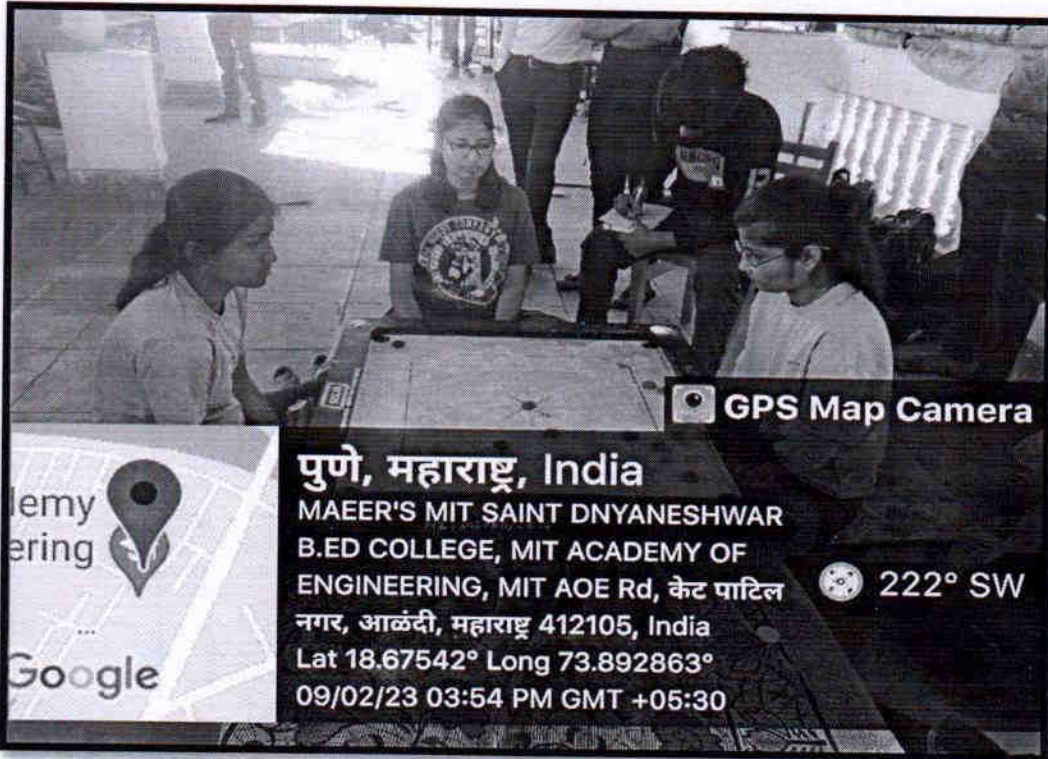 GPS Map Camera
पुणे, महाराष्ट्र, India
MAEER'S MIT SAINT DNYANESHWAR
B.ED COLLEGE, MIT ACADEMY OF
ENGINEERING, MIT AOE Rd, केट पाटिल
नगर, आळंदी, महाराष्ट्र 412105, India
Lat 18.67542° Long 73.892863°
09/02/23 03:54 PM GMT +05:30
222° SW
lemy
ering
Google